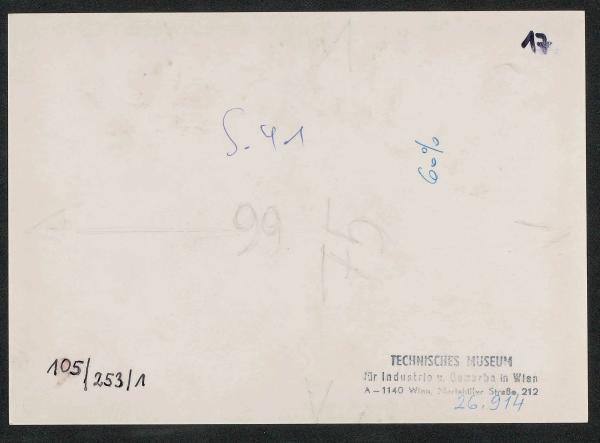 17
S. 41
60%
99
75
105/253/1
TECHNISCHES MUSEUM
für Industrie u. Gewerbe in Wien
A-1140 Wien, Mariahilfer Straße, 212
26.914